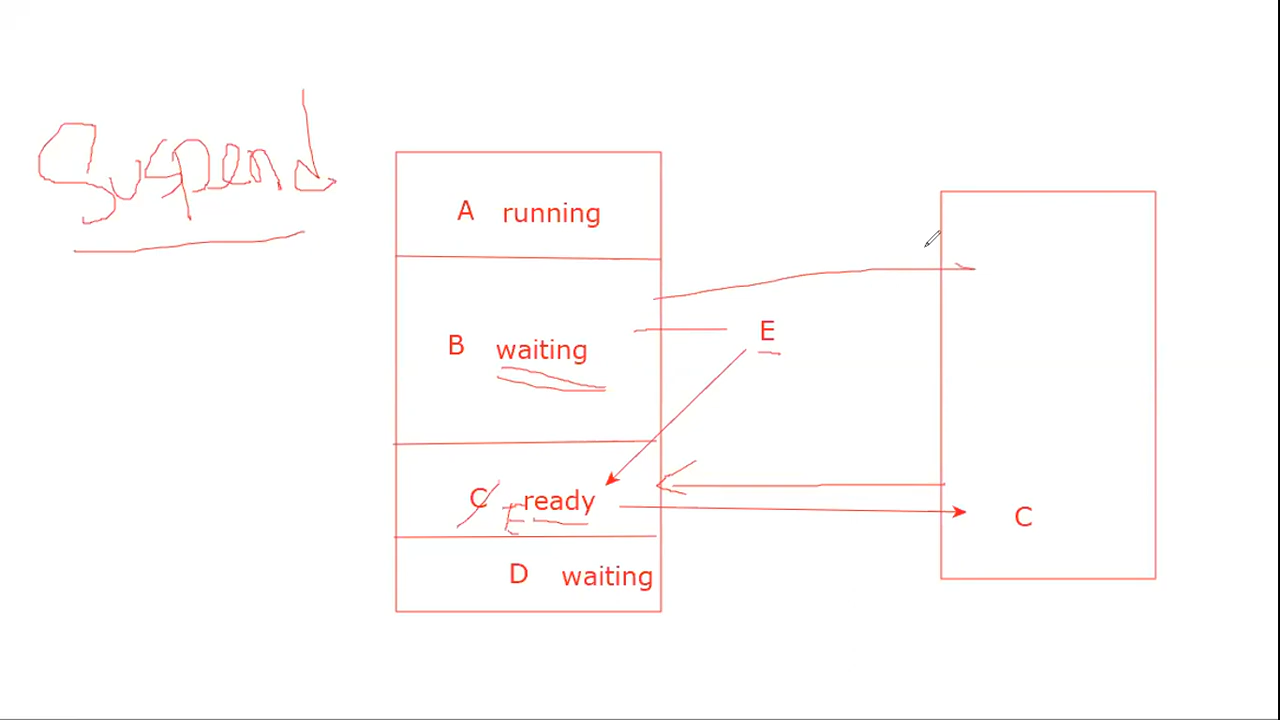 Suspend
A running
B waiting
E
C E ready
C
D waiting